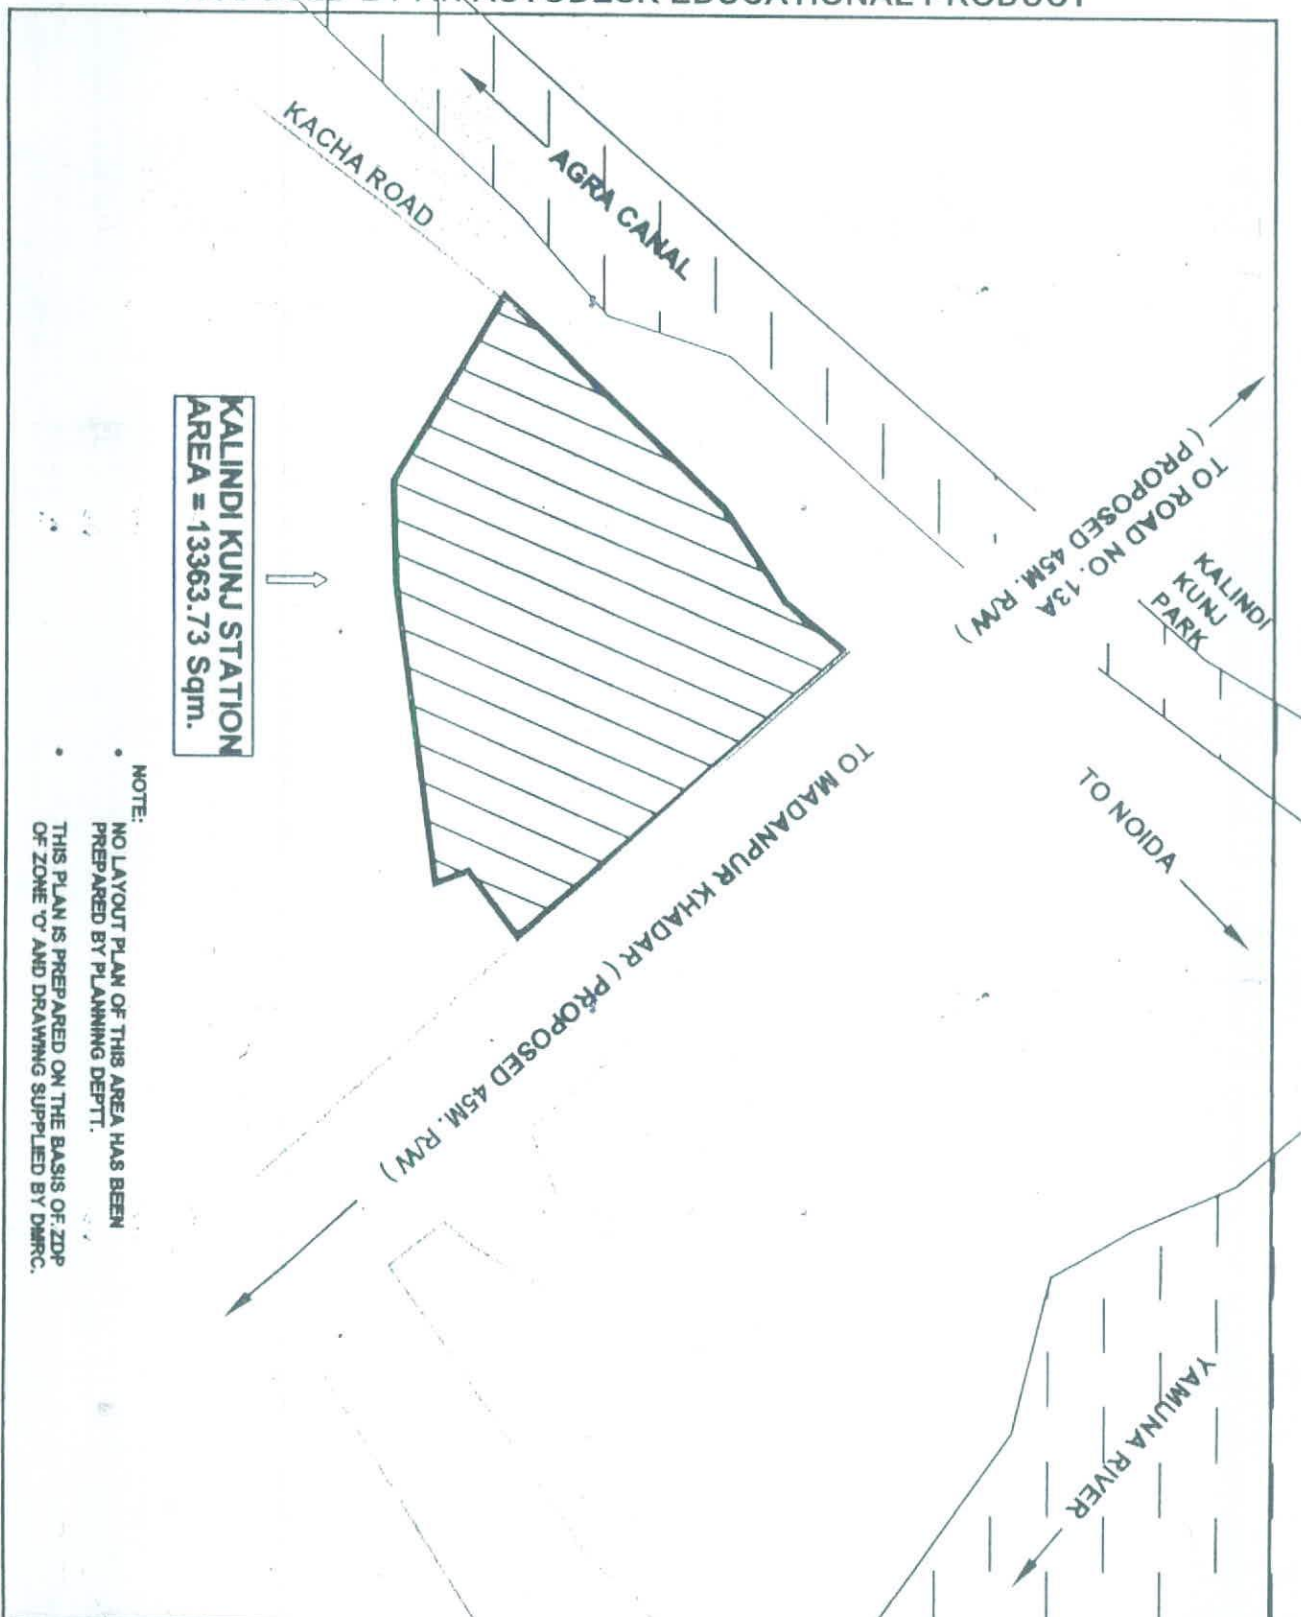 AUTODESK EDUCATIONAL PRODUCT
KACHA ROAD
AGRA CANAL
TO ROAD NO. 13A
( PROPOSED 45M. R/W )
KALINDI
KUNJ
PARK
TO NOIDA
TO MADANPUR KHADAR ( PROPOSED 45M. R/W )
YAMUNA RIVER
KALINDI KUNJ STATION
AREA = 13363.73 Sqm.
NOTE:
• NO LAYOUT PLAN OF THIS AREA HAS BEEN
PREPARED BY PLANNING DEPTT.
• THIS PLAN IS PREPARED ON THE BASIS OF ZDP
OF ZONE 'O' AND DRAWING SUPPLIED BY DMRC.